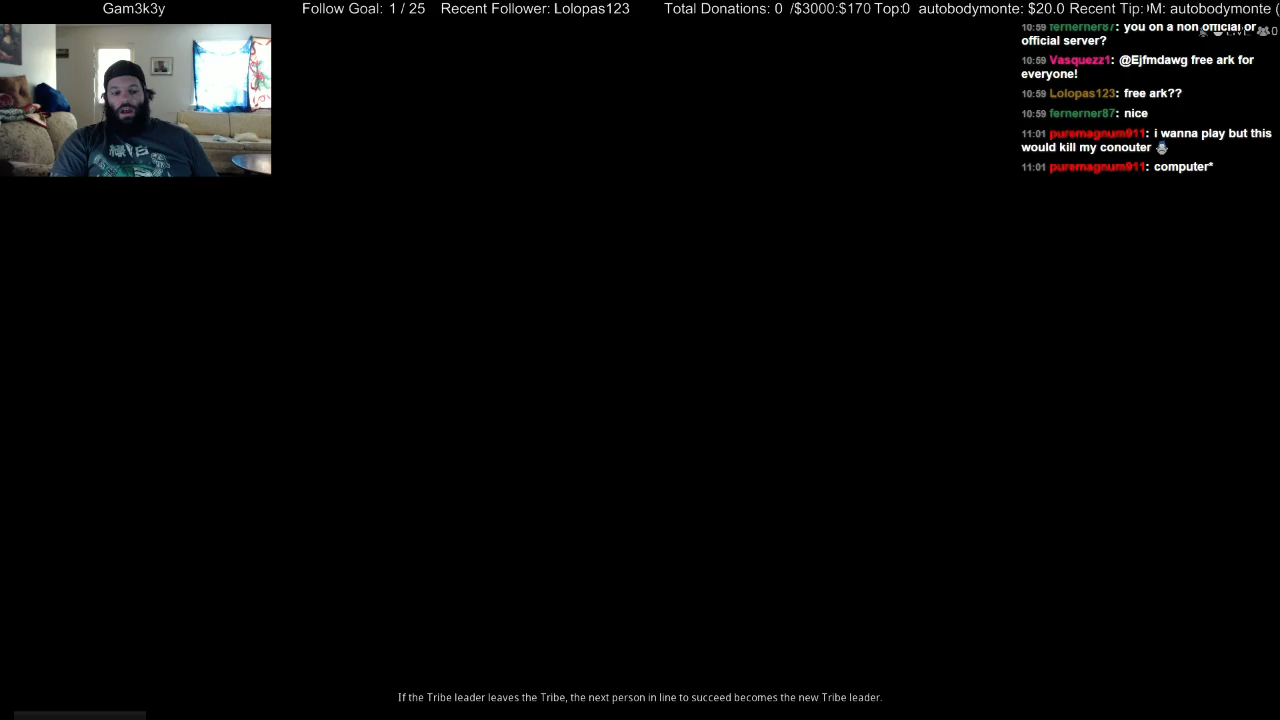 Gam3k3y
Follow Goal: 1 / 25
Recent Follower: Lolopas123
Total Donations: 0 /$3000:$170 Top:0 autobodymonte: $20.0 Recent Tip: M: autobodymonte (
10:59 fernerner87: you on a non official or
official server?
10:59 Vasquezz1: @Ejfmdawg free ark for
everyone!
10:59 Lolopas123: free ark??
10:59 fernerner87: nice
11:01 puremagnum911: i wanna play but this
would kill my conouter
11:01 puremagnum911: computer*
If the Tribe leader leaves the Tribe, the next person in line to succeed becomes the new Tribe leader.